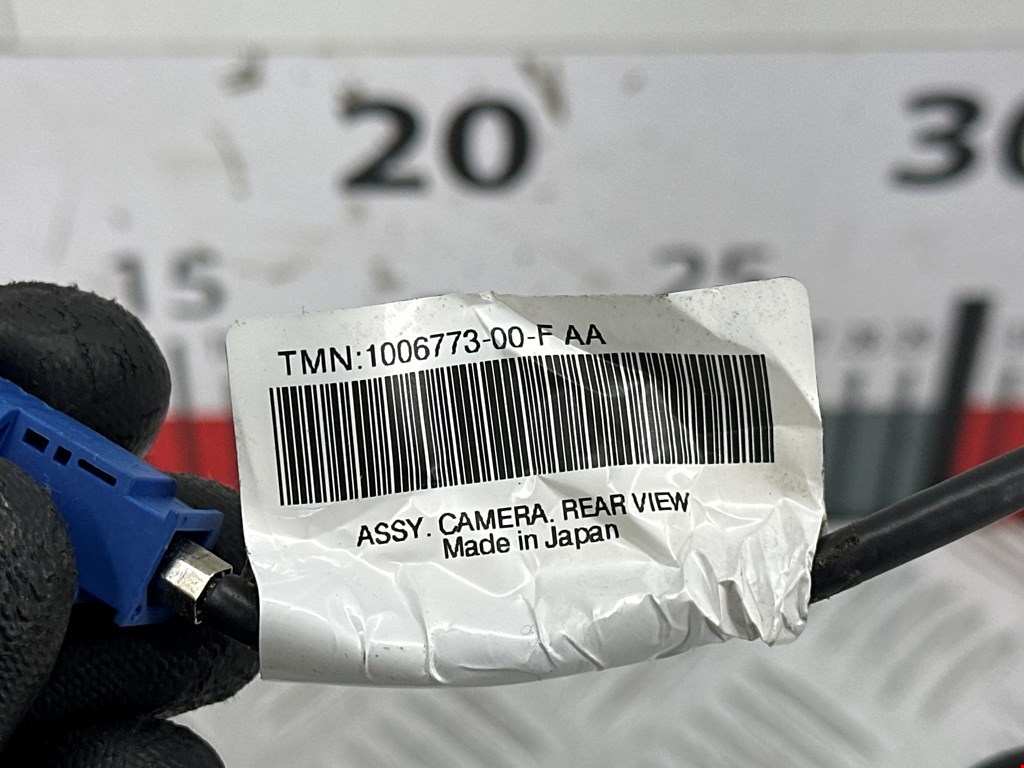 20
30
15
25
TMN:1006773-00-F AA
ASSY. CAMERA. REAR VIEW
Made in Japan